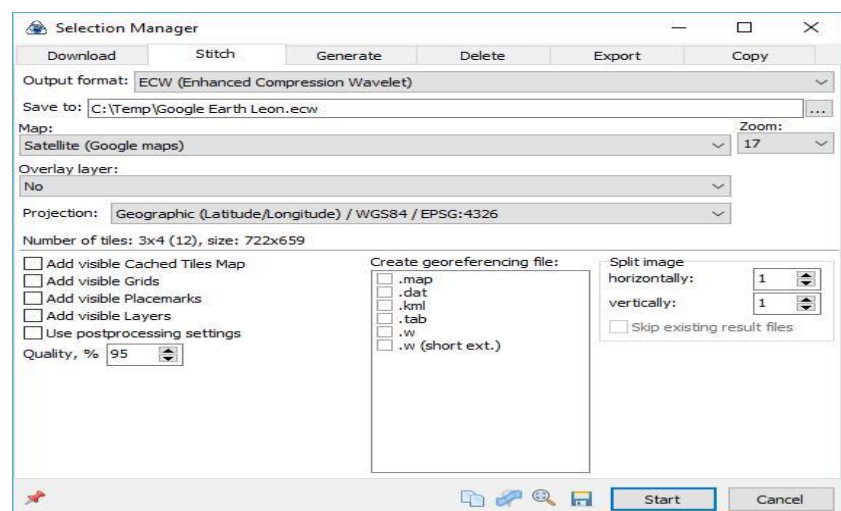 Selection Manager
Download Stitch Generate Delete Export Copy
Output format: ECW (Enhanced Compression Wavelet)
Save to: C:\Temp\Google Earth Leon.ecw ...
Map: Zoom:
Satellite (Google maps) 17
Overlay layer:
No
Projection: Geographic (Latitude/Longitude) / WGS84 / EPSG:4326
Number of tiles: 3x4 (12), size: 722x659
Add visible Cached Tiles Map
Add visible Grids
Add visible Placemarks
Add visible Layers
Use postprocessing settings
Quality, % 95
Create georeferencing file:
.map
.dat
.kml
.tab
.w
.w (short ext.)
Split image
horizontally: 1
vertically: 1
Skip existing result files
Start Cancel